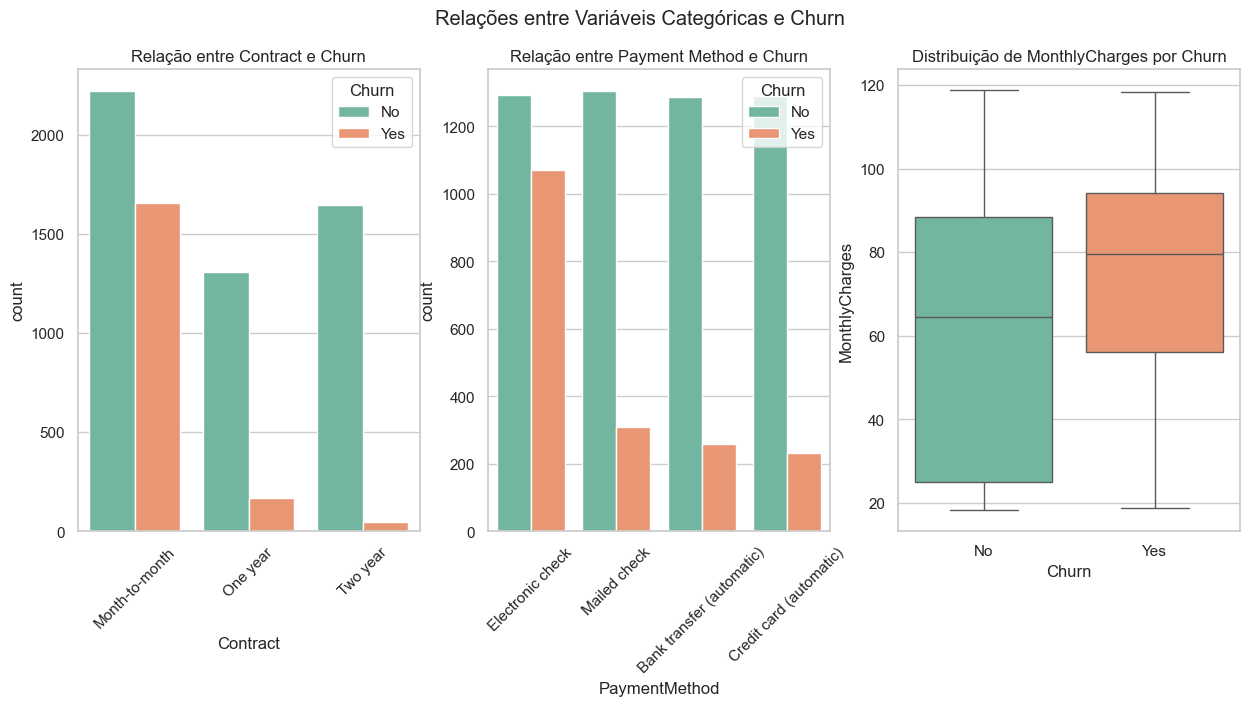 Relações entre Variáveis Categóricas e Churn
Relação entre Contract e Churn
count
2000
1500
1000
500
0
Churn
No
Yes
Month-to-month
One year
Two year
Contract
Relação entre Payment Method e Churn
count
1200
1000
800
600
400
200
0
Churn
No
Yes
Electronic check
Mailed check
Bank transfer (automatic)
Credit card (automatic)
PaymentMethod
Distribuição de MonthlyCharges por Churn
MonthlyCharges
120
100
80
60
40
20
No
Yes
Churn